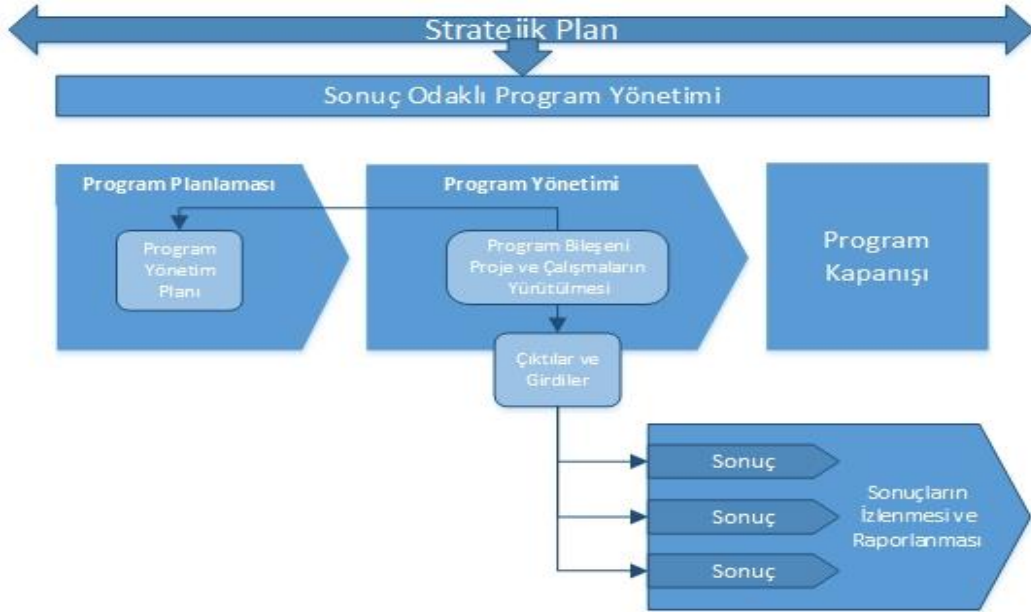 Stratejik Plan
Sonuç Odaklı Program Yönetimi
Program Planlaması
Program
Yönetim
Planı
Program Yönetimi
Program Bileşeni
Proje ve Çalışmaların
Yürütülmesi
Çıktılar ve
Girdiler
Program
Kapanışı
Sonuç
Sonuç
Sonuç
Sonuçların
İzlenmesi ve
Raporlanması